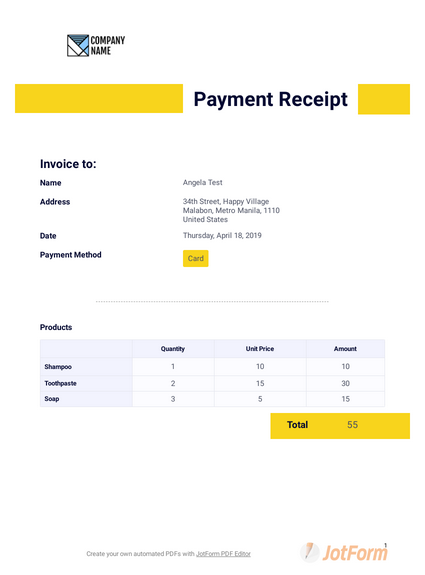 COMPANY
NAME
Payment Receipt
Invoice to:
Name Angela Test
Address 34th Street, Happy Village
Malabon, Metro Manila, 1110
United States
Date Thursday, April 18, 2019
Payment Method Card
Products
Quantity Unit Price Amount
Shampoo 1 10 10
Toothpaste 2 15 30
Soap 3 5 15
Total 55
Create your own automated PDFs with JotForm PDF Editor
JotForm
1